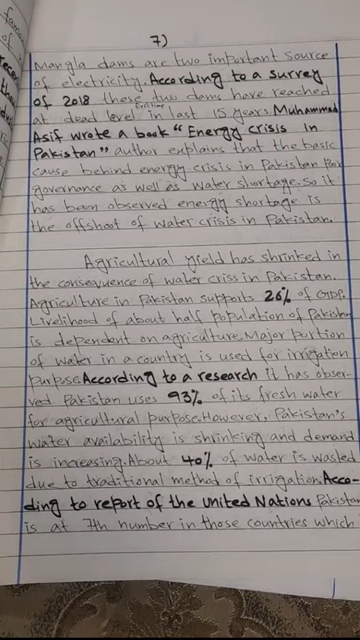 7)
Mangla dams are two important source
of electricity. According to a survey
of 2018 these two dams have reached
at dead level first time in last 15 years. Muhammad
Asif wrote a book "Energy crisis in
Pakistan" author explains that the basic
cause behind energy crisis in Pakistan poor
governance as well as water shortage. So it
has been observed energy shortage is
the offshoot of water crisis in Pakistan.
Agricultural yield has shrinked in
the consequence of water criss in Pakistan.
Agriculture in Pakistan supports 26% of GDP.
Livelihood of about half population of Pakistan
is dependent on agriculture. Major portion
of water in a country is used for irrigation
purpose. According to a research it has obser-
ved Pakistan uses 93% of its fresh water
for agricultural purpose. However, Pakistan's
water availability is shrinking and demand
is increasing. About 40% of water is wasted
due to traditional method of irrigation. Acco-
ding to report of the united Nations Pakistan
is at 7th number in those countries which